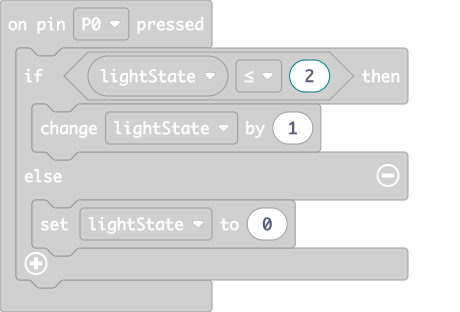 on pin P0 pressed
if lightState ≤ 2 then
change lightState by 1
else
set lightState to 0